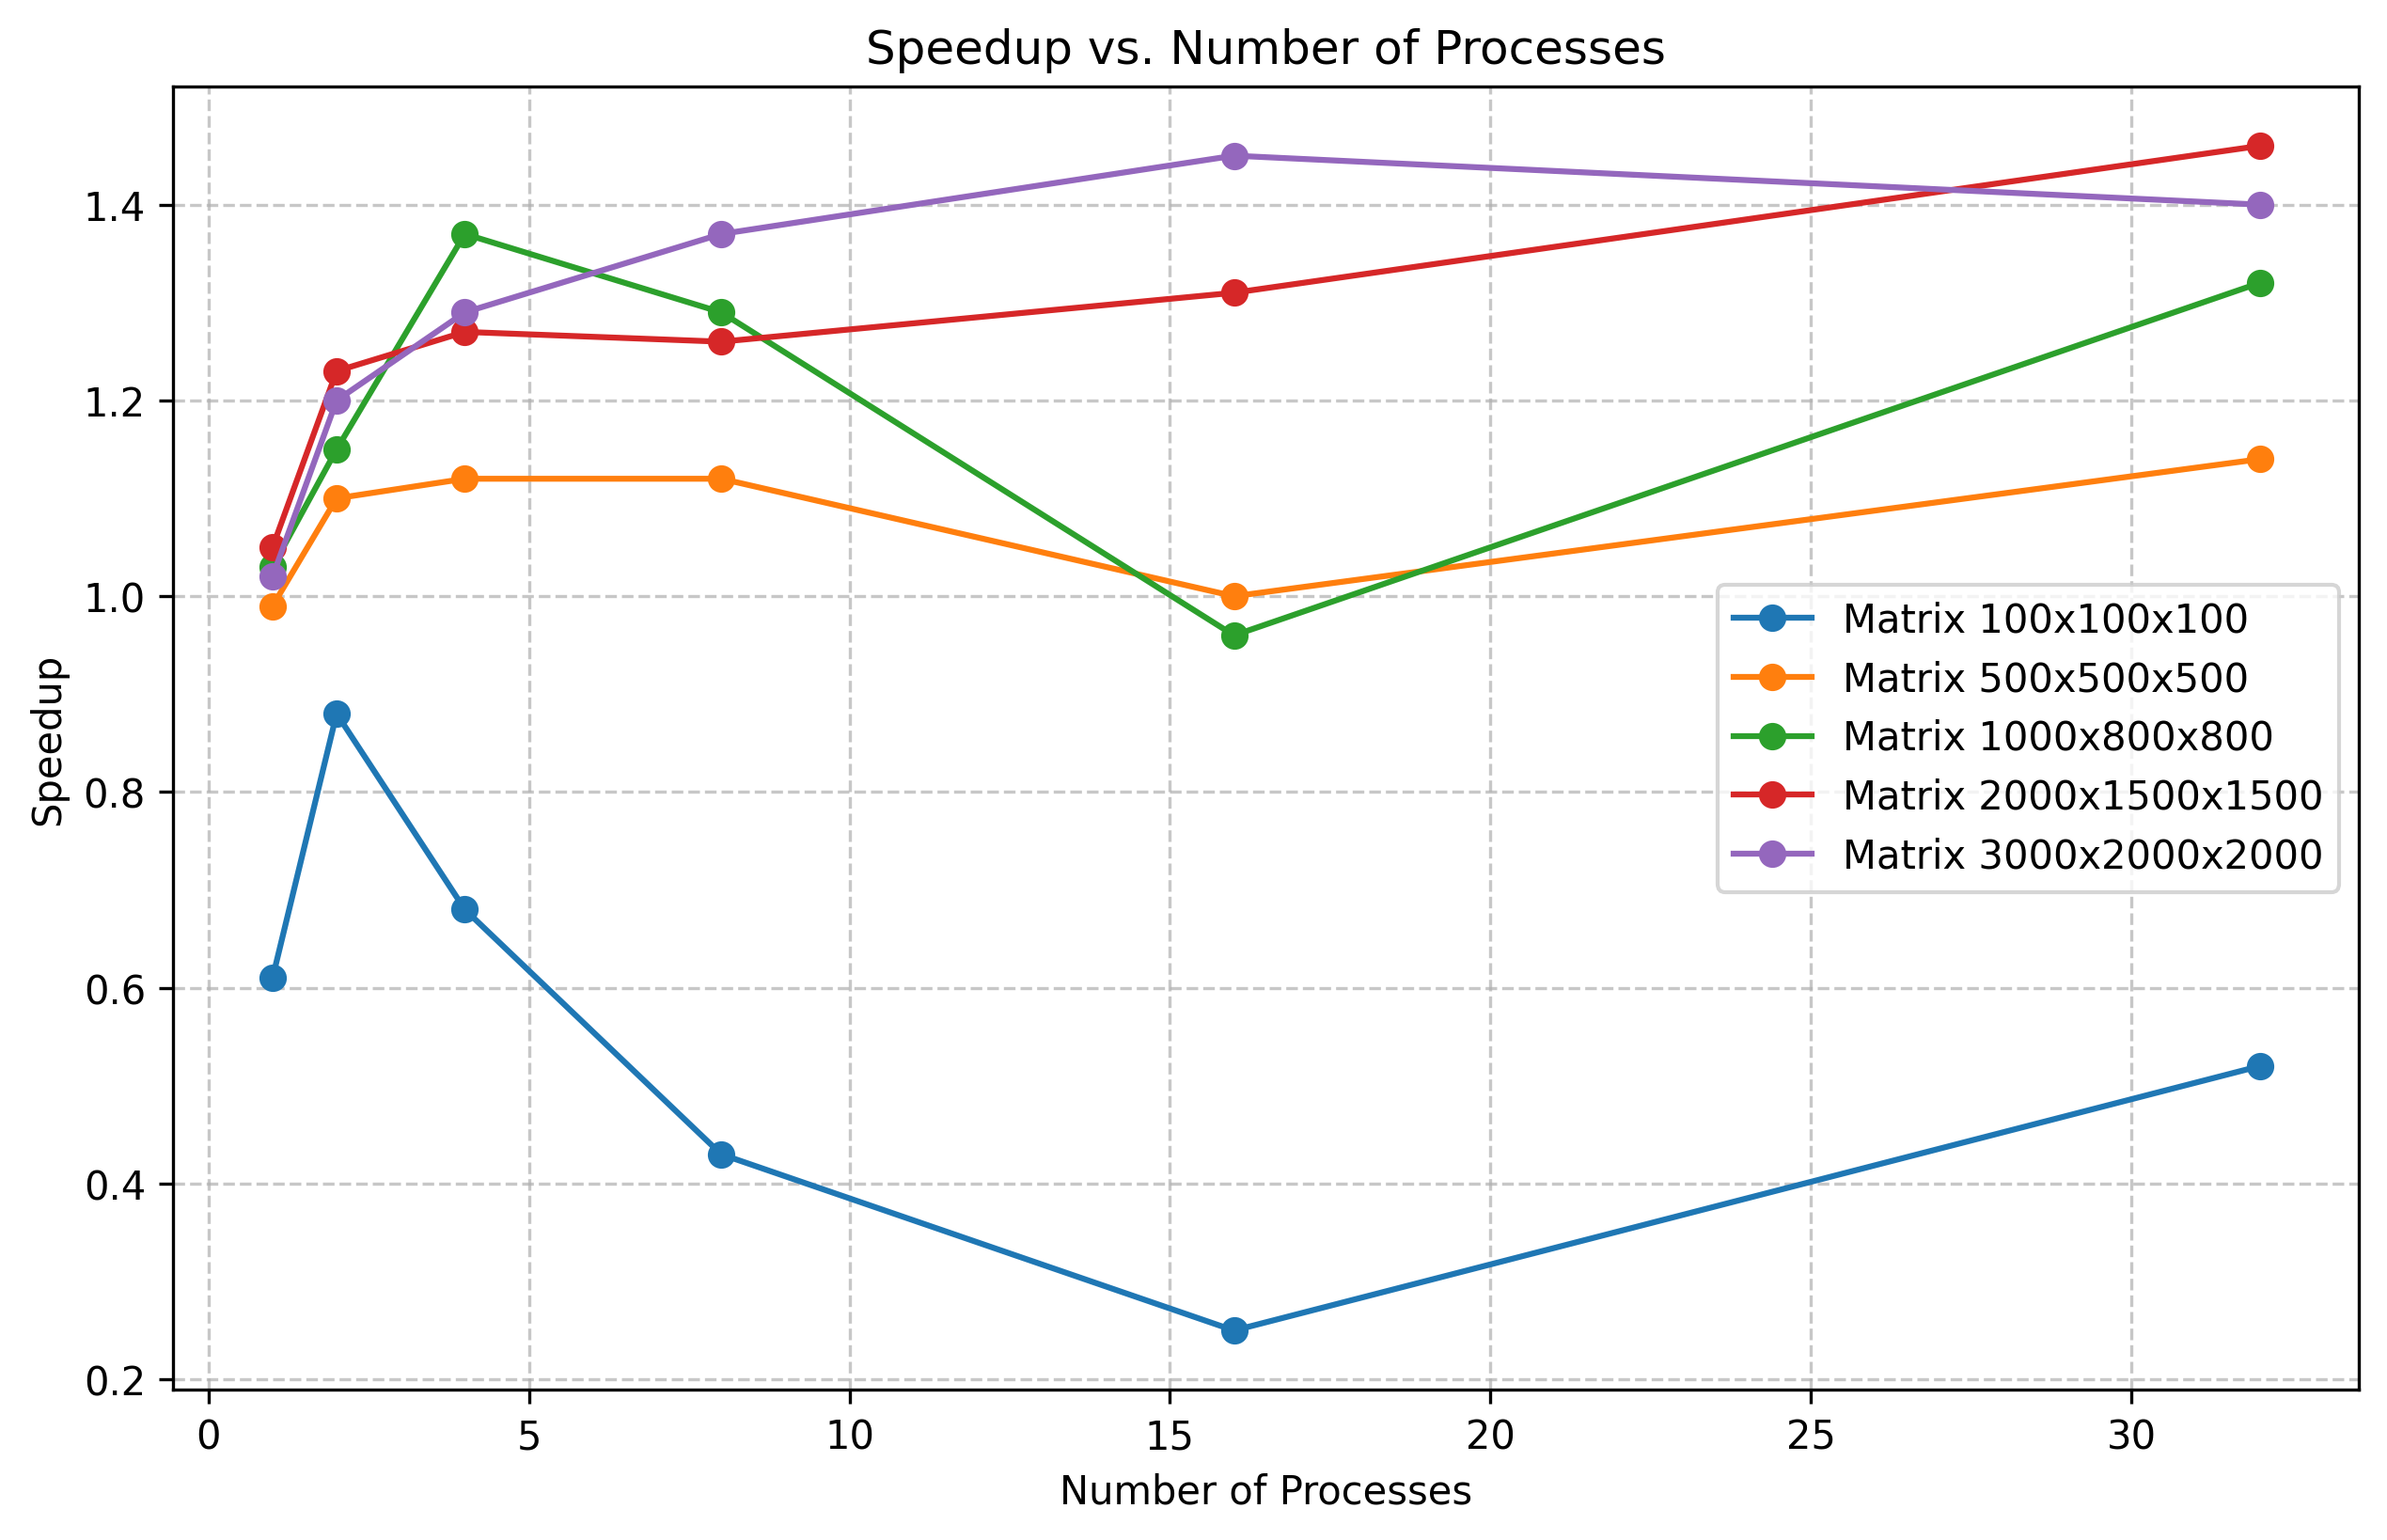 Speedup vs. Number of Processes
Speedup
1.4
1.2
1.0
0.8
0.6
0.4
0.2
Matrix 100x100x100
Matrix 500x500x500
Matrix 1000x800x800
Matrix 2000x1500x1500
Matrix 3000x2000x2000
0 5 10 15 20 25 30
Number of Processes